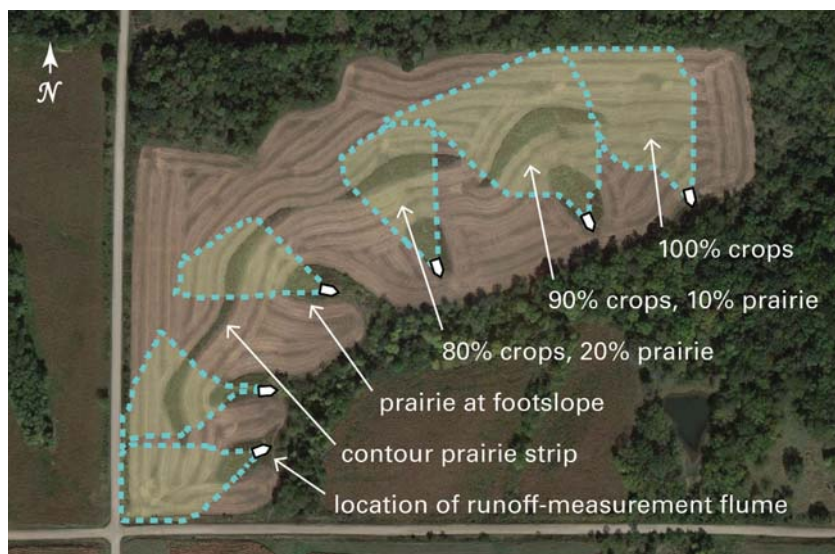 N
100% crops
90% crops, 10% prairie
80% crops, 20% prairie
prairie at footslope
contour prairie strip
location of runoff-measurement flume